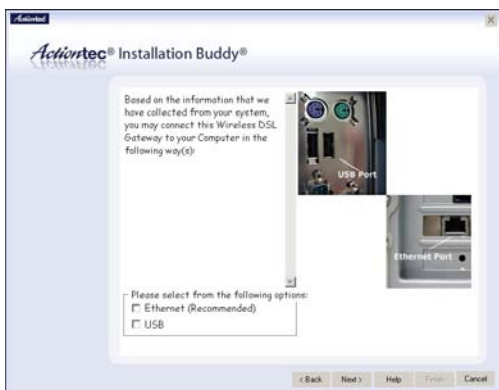 Actiontec
Actiontec® Installation Buddy®
Based on the information that we
have collected from your system,
you may connect this Wireless DSL
Gateway to your Computer in the
following way(s):
USB Port
Ethernet Port
Please select from the following options:
Ethernet (Recommended)
USB
< Back
Next >
Help
Finish
Cancel